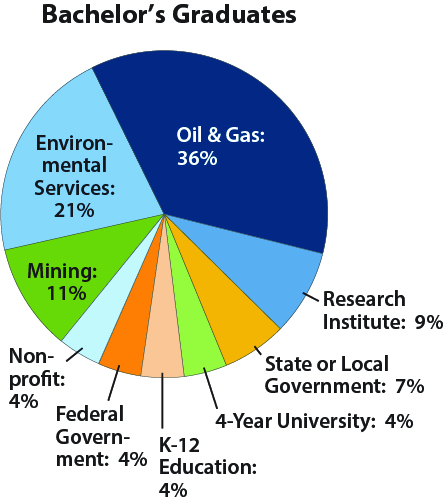 Bachelor's Graduates
Oil & Gas:
36%
Environ-
mental
Services:
21%
Mining:
11%
Research
Institute: 9%
Non-
profit:
4%
State or Local
Government: 7%
Federal
Govern-
ment: 4%
4-Year University: 4%
K-12
Education:
4%